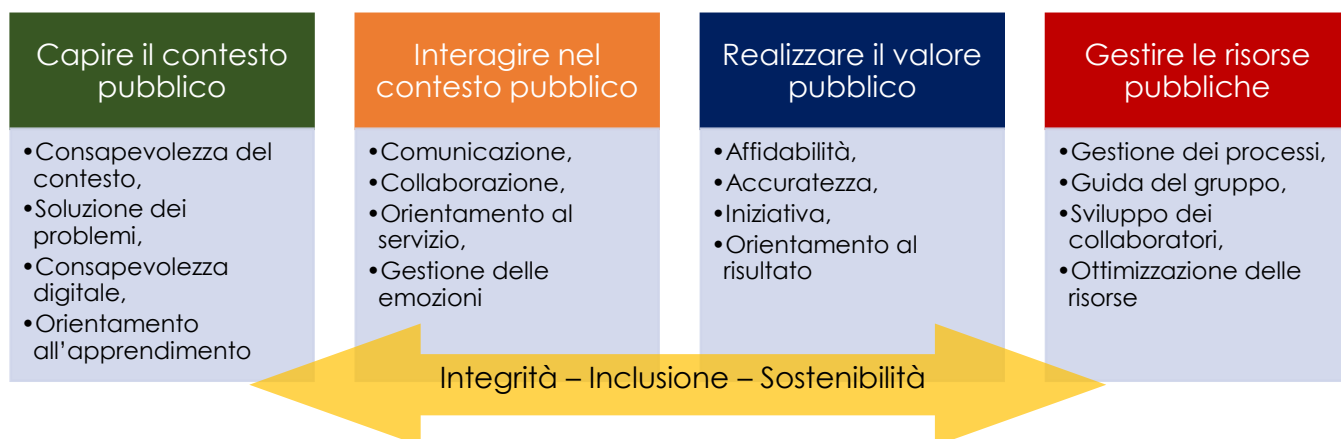 Capire il contesto
pubblico
•Consapevolezza del
contesto,
•Soluzione dei
problemi,
•Consapevolezza
digitale,
•Orientamento
all'apprendimento
Interagire nel
contesto pubblico
•Comunicazione,
•Collaborazione,
•Orientamento al
servizio,
•Gestione delle
emozioni
Realizzare il valore
pubblico
•Affidabilità,
•Accuratezza,
•Iniziativa,
•Orientamento al
risultato
Gestire le risorse
pubbliche
•Gestione dei processi,
•Guida del gruppo,
•Sviluppo dei
collaboratori,
•Ottimizzazione delle
risorse
Integrità – Inclusione – Sostenibilità